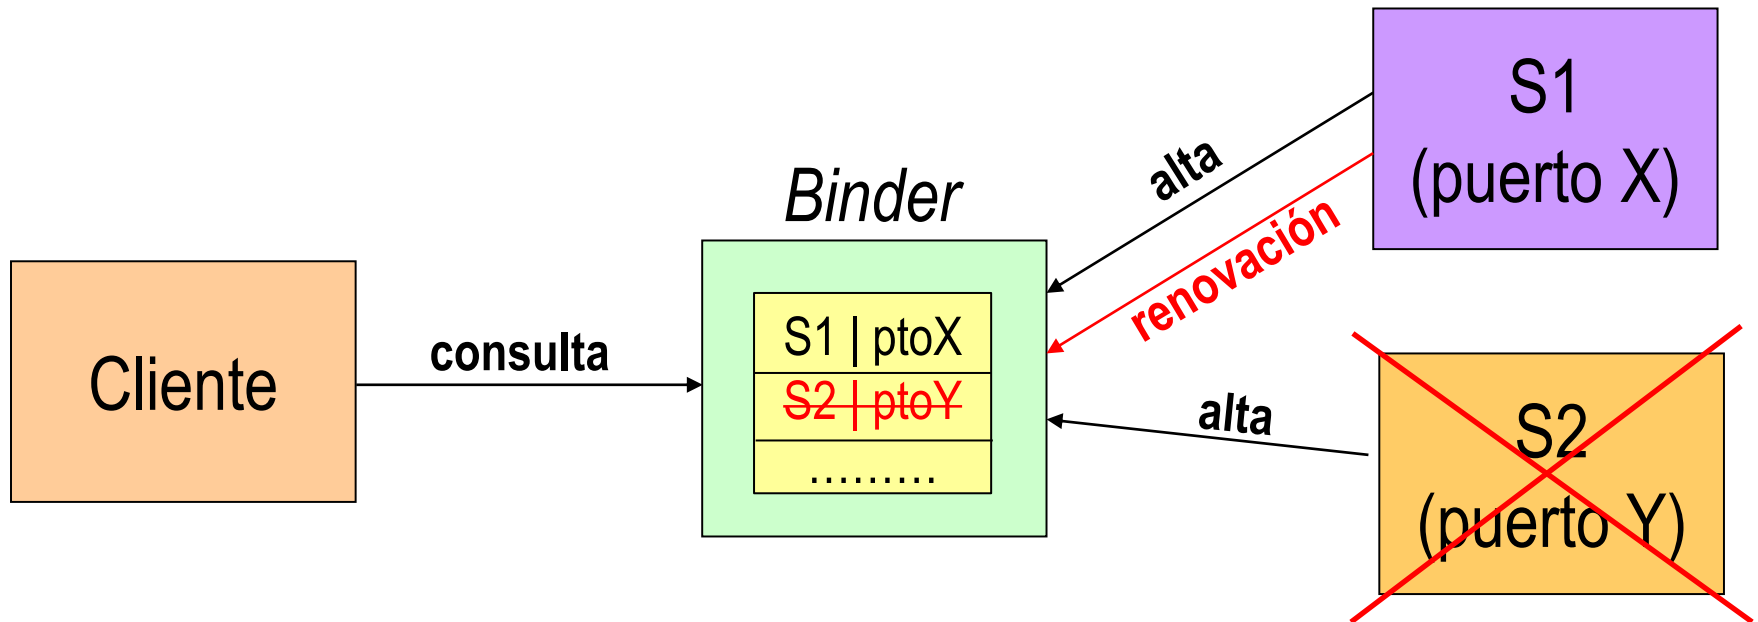 S1
(puerto X)
alta
Binder
renovación
S1 | ptoX
consulta
Cliente
S2 | ptoY
alta
S2
(puerto Y)
.........